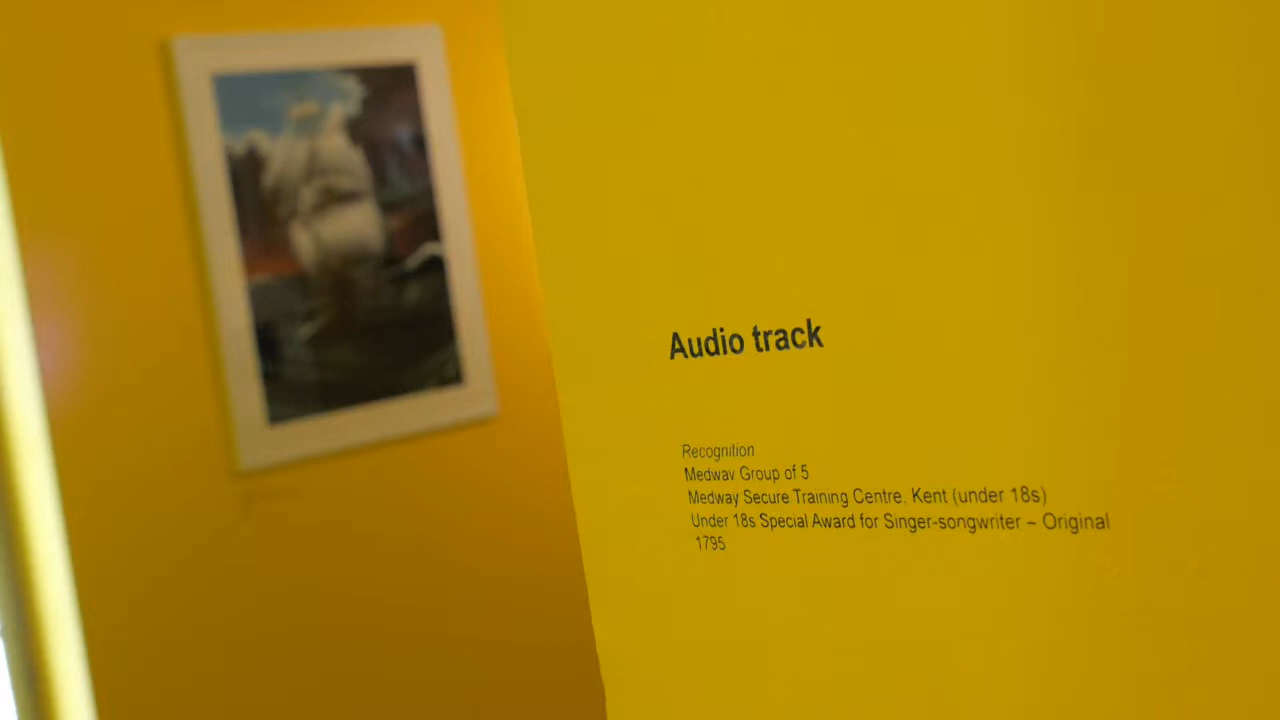 Audio track
Recognition
Medway Group of 5
Medway Secure Training Centre, Kent (under 18s)
Under 18s Special Award for Singer-songwriter – Original
1795